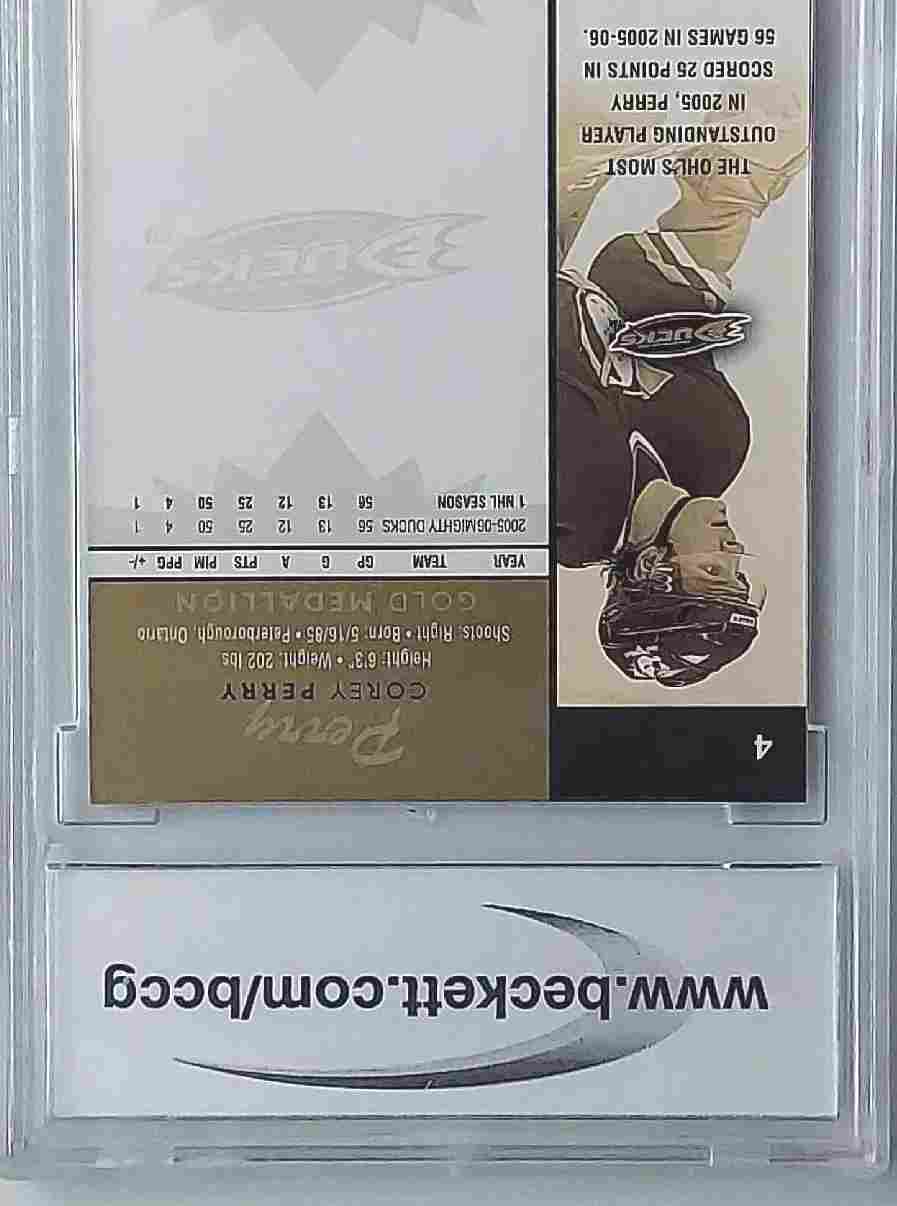 www.beckett.com/bccg
4
Perry
COREY PERRY
Height: 6'3" • Weight: 202 lbs
Shoots: Right • Born: 5/16/85 • Peterborough, Ontario
GOLD MEDALLION
YEAR TEAM GP G A PTS PIM PPG +/-
2005-06 MIGHTY DUCKS 56 13 12 25 50 4 1
1 NHL SEASON 56 13 12 25 50 4 1
DUCKS
DUCKS
THE OHL'S MOST
OUTSTANDING PLAYER
IN 2005, PERRY
SCORED 25 POINTS IN
56 GAMES IN 2005-06.